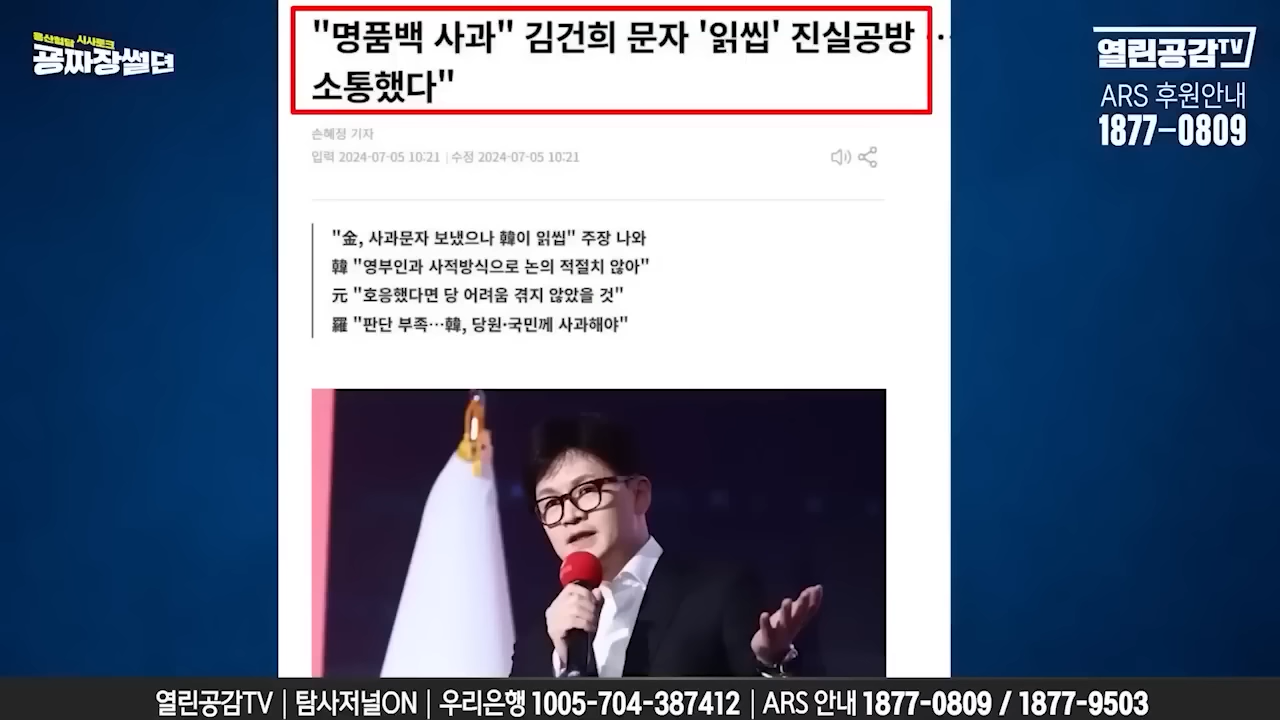 용산힙담 시사토크
꽁짜장썰뎐
"명품백 사과" 김건희 문자 '읽씹' 진실공방 …
소통했다"
열린공감TV
ARS 후원안내
1877-0809
손혜정 기자
입력 2024-07-05 10:21 | 수정 2024-07-05 10:21
"金, 사과문자 보냈으나 韓이 읽씹" 주장 나와
韓 "영부인과 사적방식으로 논의 적절치 않아"
元 "호응했다면 당 어려움 겪지 않았을 것"
羅 "판단 부족…韓, 당원·국민께 사과해야"
열린공감TV | 탐사저널ON | 우리은행 1005-704-387412 | ARS 안내 1877-0809 / 1877-9503